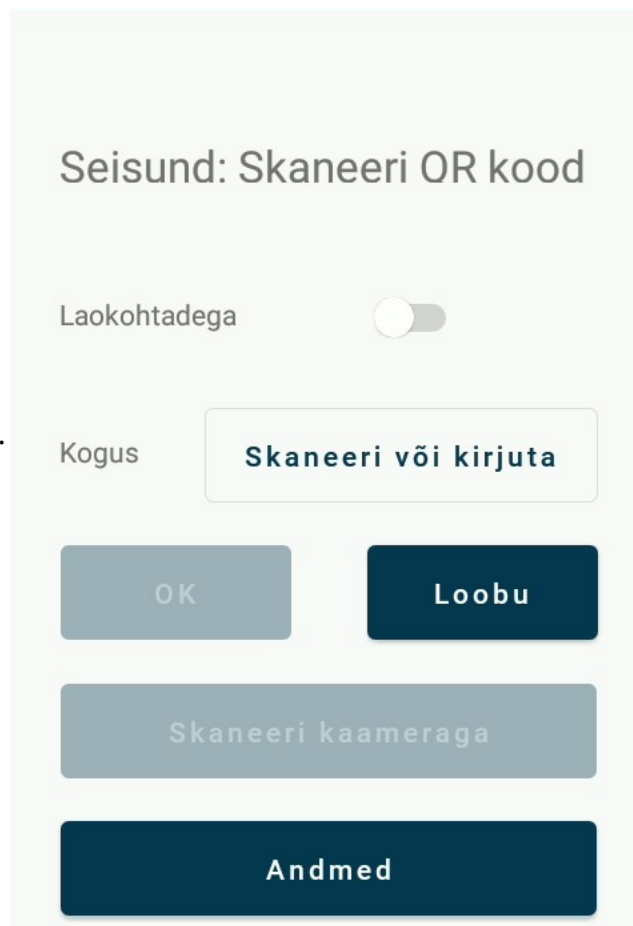 Seisund: Skaneeri QR kood
Laokohtadega
Kogus
Skaneeri või kirjuta
OK
Loobu
Skaneeri kaameraga
Andmed